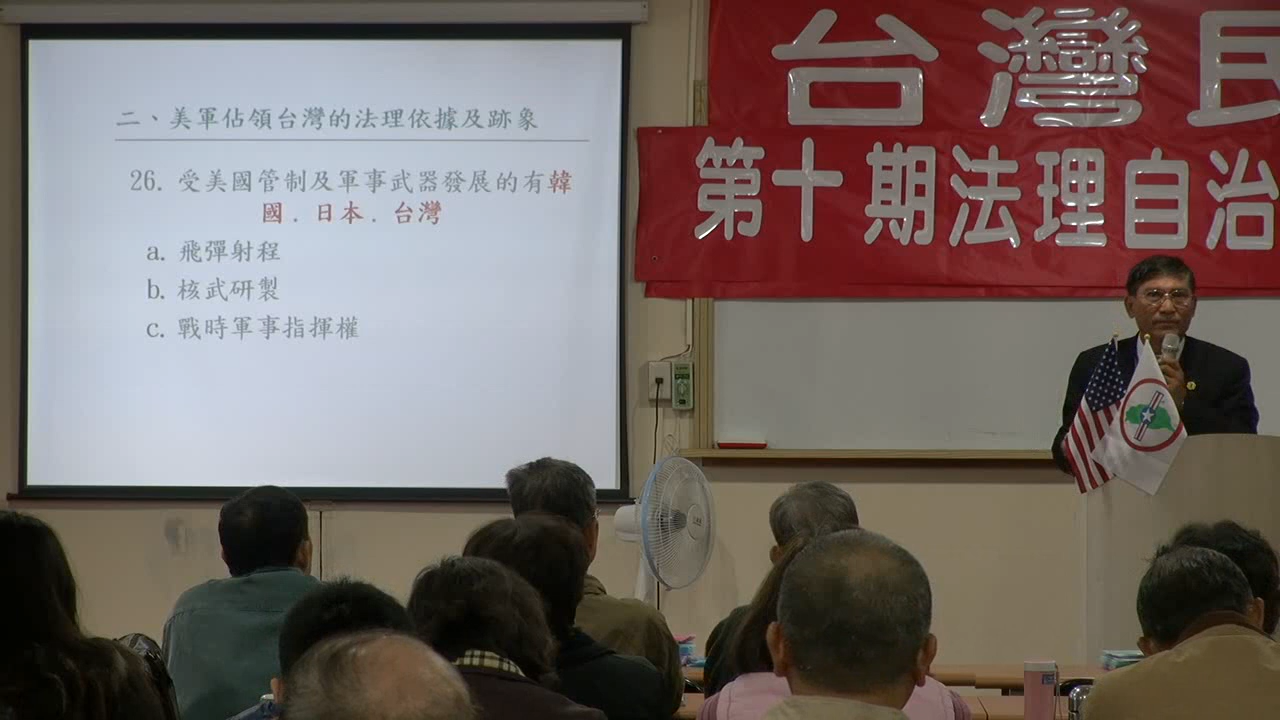 二、美軍佔領台灣的法理依據及跡象
26. 受美國管制及軍事武器發展的有韓
國．日本．台灣
a. 飛彈射程
b. 核武研製
c. 戰時軍事指揮權
台灣民
第十期法理自治